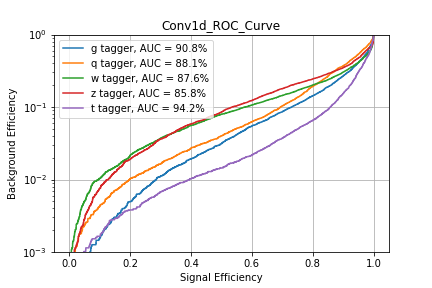 Conv1d_ROC_Curve
g tagger, AUC = 90.8%
q tagger, AUC = 88.1%
w tagger, AUC = 87.6%
z tagger, AUC = 85.8%
t tagger, AUC = 94.2%
Background Efficiency
10⁰
10⁻¹
10⁻²
10⁻³
0.0 0.2 0.4 0.6 0.8 1.0
Signal Efficiency